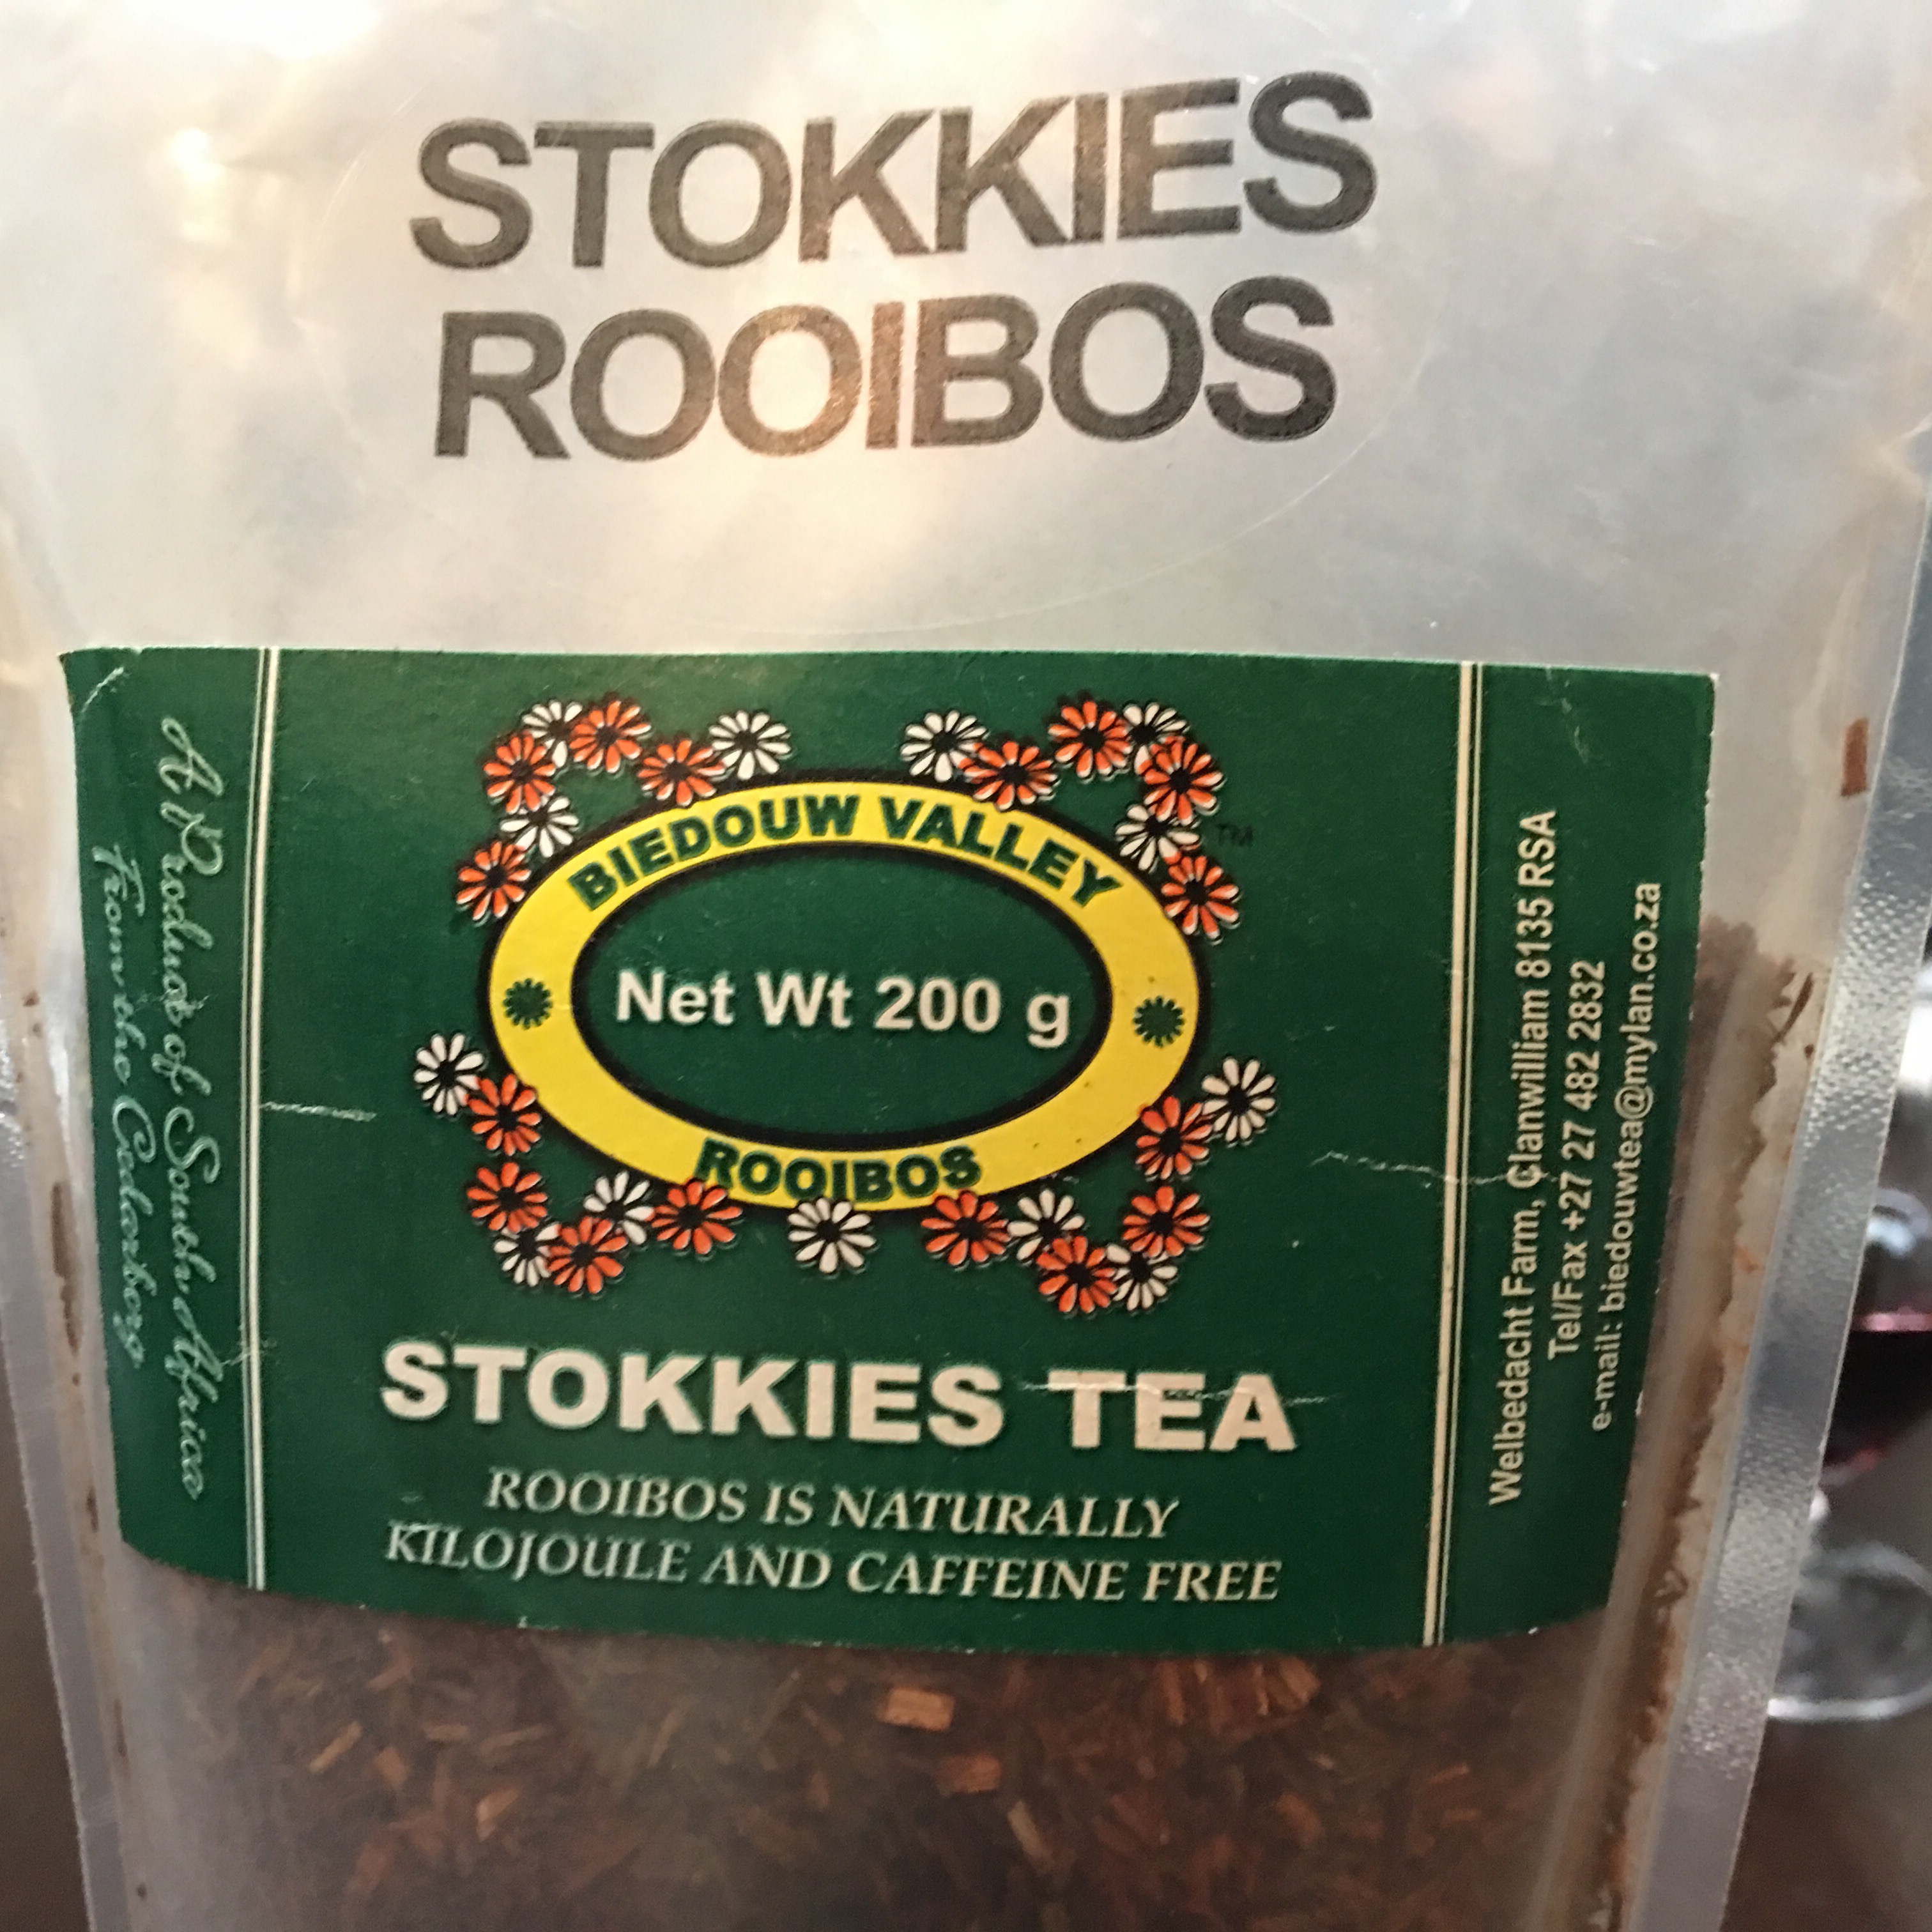 STOKKIES
ROOIBOS
BIEDOUW VALLEY
TM
Net Wt 200 g
ROOIBOS
STOKKIES TEA
ROOIBOS IS NATURALLY
KILOJOULE AND CAFFEINE FREE
A Product of South Africa
From the Cedarberg
Welbedacht Farm, Clanwilliam 8135 RSA
Tel/Fax +27 27 482 2832
e-mail: biedouwtea@mylan.co.za